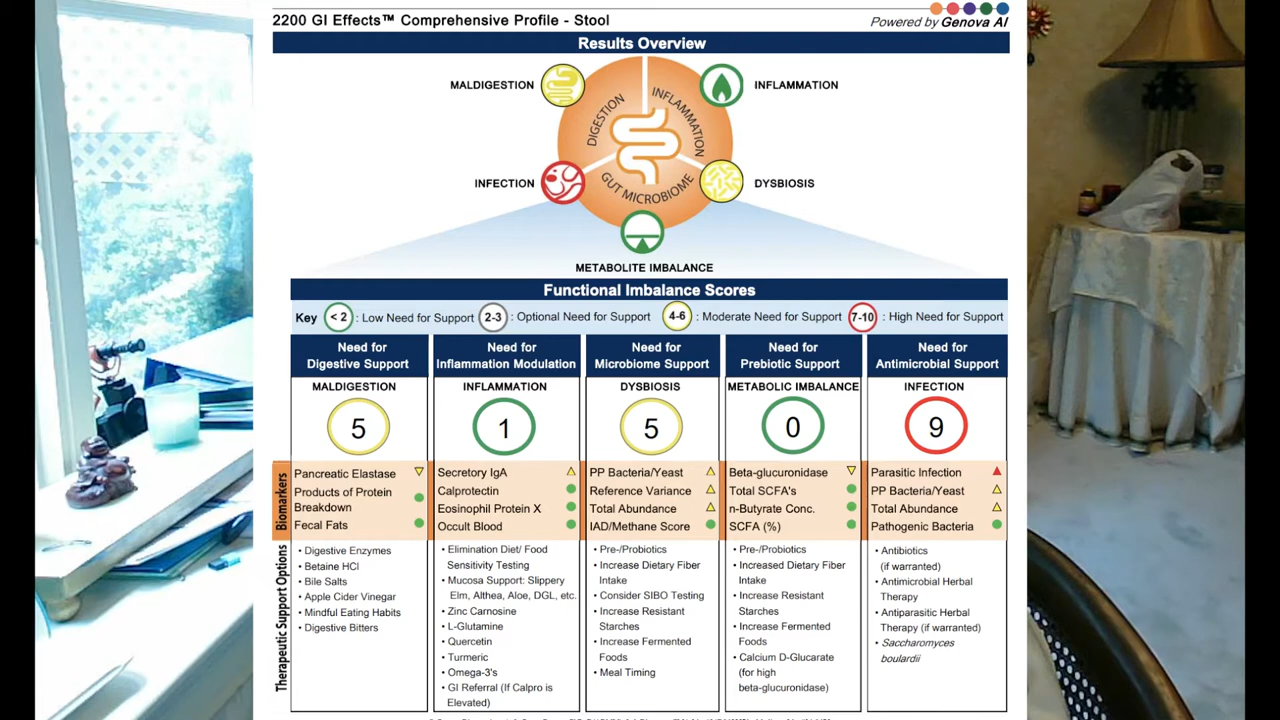 2200 GI Effects™ Comprehensive Profile - Stool
Powered by Genova AI
Results Overview
MALDIGESTION
INFLAMMATION
DIGESTION
INFLAMMATION
GUT MICROBIOME
INFECTION
DYSBIOSIS
METABOLITE IMBALANCE
Functional Imbalance Scores
Key <2 : Low Need for Support 2-3 : Optional Need for Support 4-6 : Moderate Need for Support 7-10 : High Need for Support
Need for
Digestive Support
MALDIGESTION
5
Need for
Inflammation Modulation
INFLAMMATION
1
Need for
Microbiome Support
DYSBIOSIS
5
Need for
Prebiotic Support
METABOLIC IMBALANCE
0
Need for
Antimicrobial Support
INFECTION
9
Biomarkers
Pancreatic Elastase
Products of Protein
Breakdown
Fecal Fats
Secretory IgA
Calprotectin
Eosinophil Protein X
Occult Blood
PP Bacteria/Yeast
Reference Variance
Total Abundance
IAD/Methane Score
Beta-glucuronidase
Total SCFA's
n-Butyrate Conc.
SCFA (%)
Parasitic Infection
PP Bacteria/Yeast
Total Abundance
Pathogenic Bacteria
Therapeutic Support Options
• Digestive Enzymes
• Betaine HCl
• Bile Salts
• Apple Cider Vinegar
• Mindful Eating Habits
• Digestive Bitters
• Elimination Diet/ Food
Sensitivity Testing
• Mucosa Support: Slippery
Elm, Althea, Aloe, DGL, etc.
• Zinc Carnosine
• L-Glutamine
• Quercetin
• Turmeric
• Omega-3's
• GI Referral (If Calpro is
Elevated)
• Pre-/Probiotics
• Increase Dietary Fiber
Intake
• Consider SIBO Testing
• Increase Resistant
Starches
• Increase Fermented
Foods
• Meal Timing
• Pre-/Probiotics
• Increased Dietary Fiber
Intake
• Increase Resistant
Starches
• Increase Fermented
Foods
• Calcium D-Glucarate
(for high
beta-glucuronidase)
• Antibiotics
(if warranted)
• Antimicrobial Herbal
Therapy
• Antiparasitic Herbal
Therapy (if warranted)
• Saccharomyces
boulardii